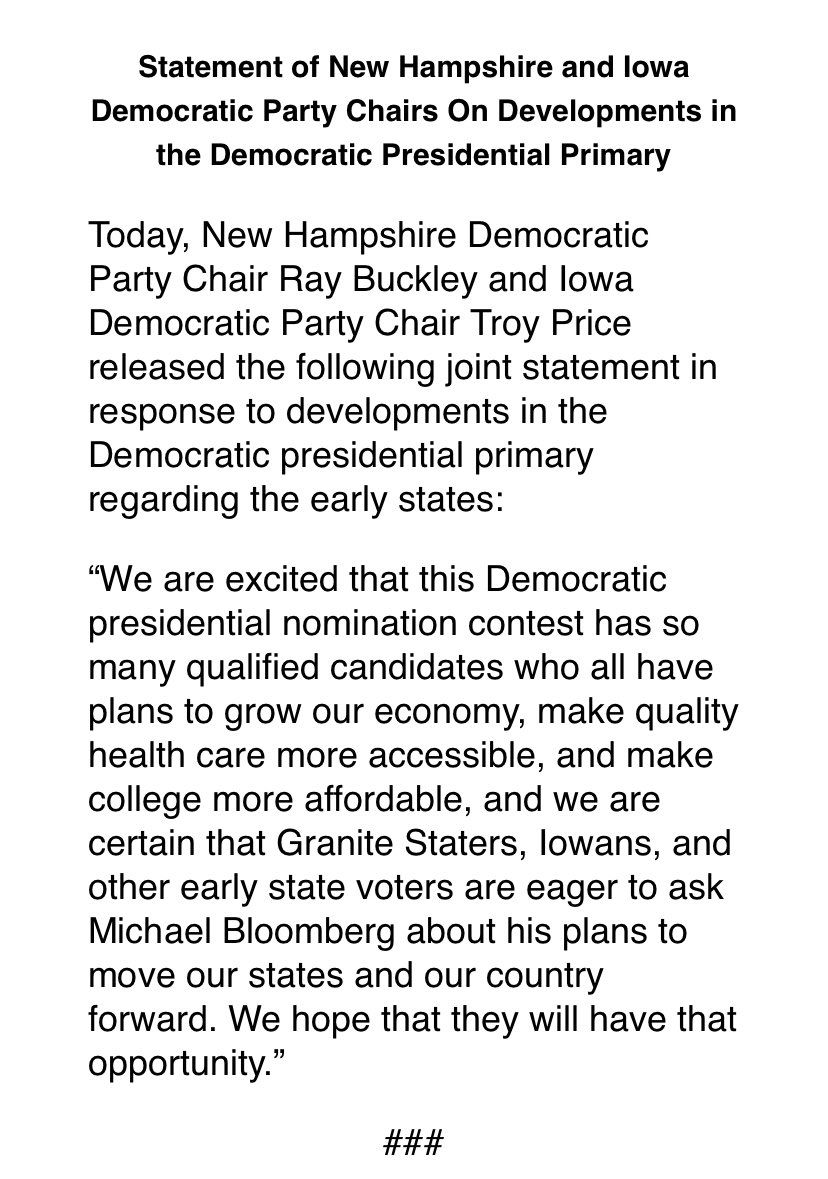 Statement of New Hampshire and Iowa
Democratic Party Chairs On Developments in
the Democratic Presidential Primary
Today, New Hampshire Democratic
Party Chair Ray Buckley and Iowa
Democratic Party Chair Troy Price
released the following joint statement in
response to developments in the
Democratic presidential primary
regarding the early states:
“We are excited that this Democratic
presidential nomination contest has so
many qualified candidates who all have
plans to grow our economy, make quality
health care more accessible, and make
college more affordable, and we are
certain that Granite Staters, Iowans, and
other early state voters are eager to ask
Michael Bloomberg about his plans to
move our states and our country
forward. We hope that they will have that
opportunity.”
###